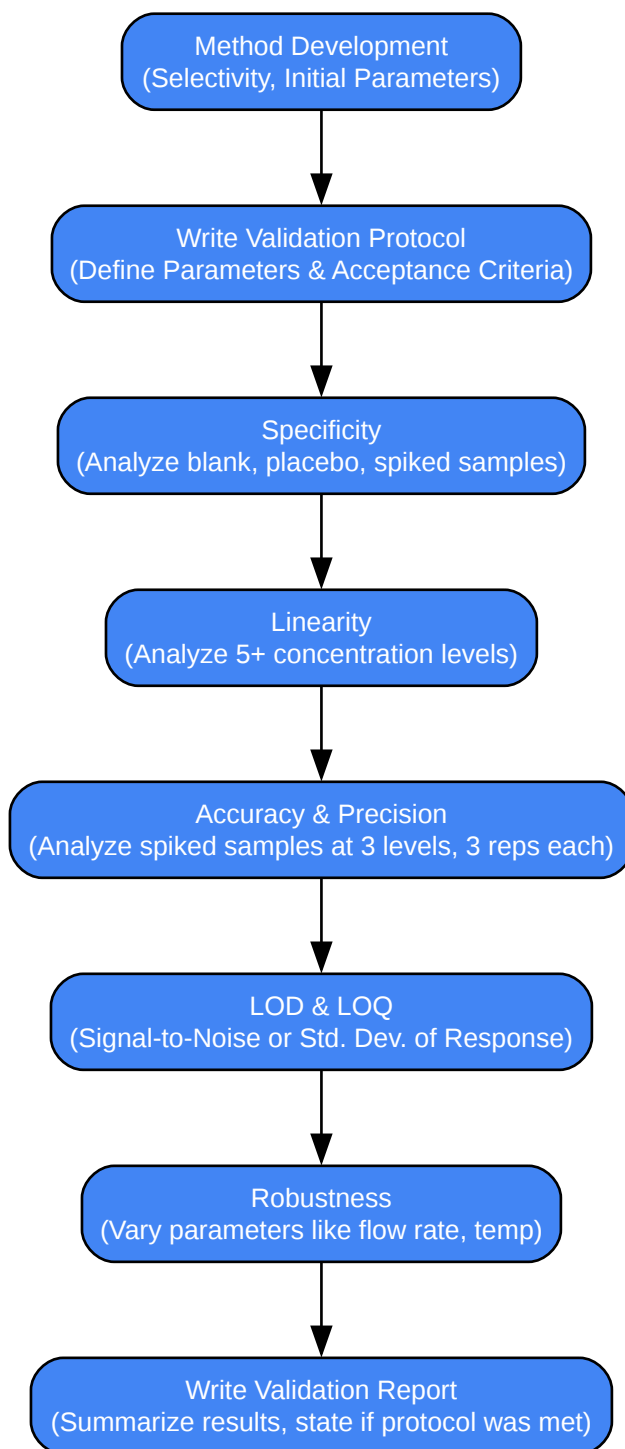 Method Development
(Selectivity, Initial Parameters)
Write Validation Protocol
(Define Parameters & Acceptance Criteria)
Specificity
(Analyze blank, placebo, spiked samples)
Linearity
(Analyze 5+ concentration levels)
Accuracy & Precision
(Analyze spiked samples at 3 levels, 3 reps each)
LOD & LOQ
(Signal-to-Noise or Std. Dev. of Response)
Robustness
(Vary parameters like flow rate, temp)
Write Validation Report
(Summarize results, state if protocol was met)